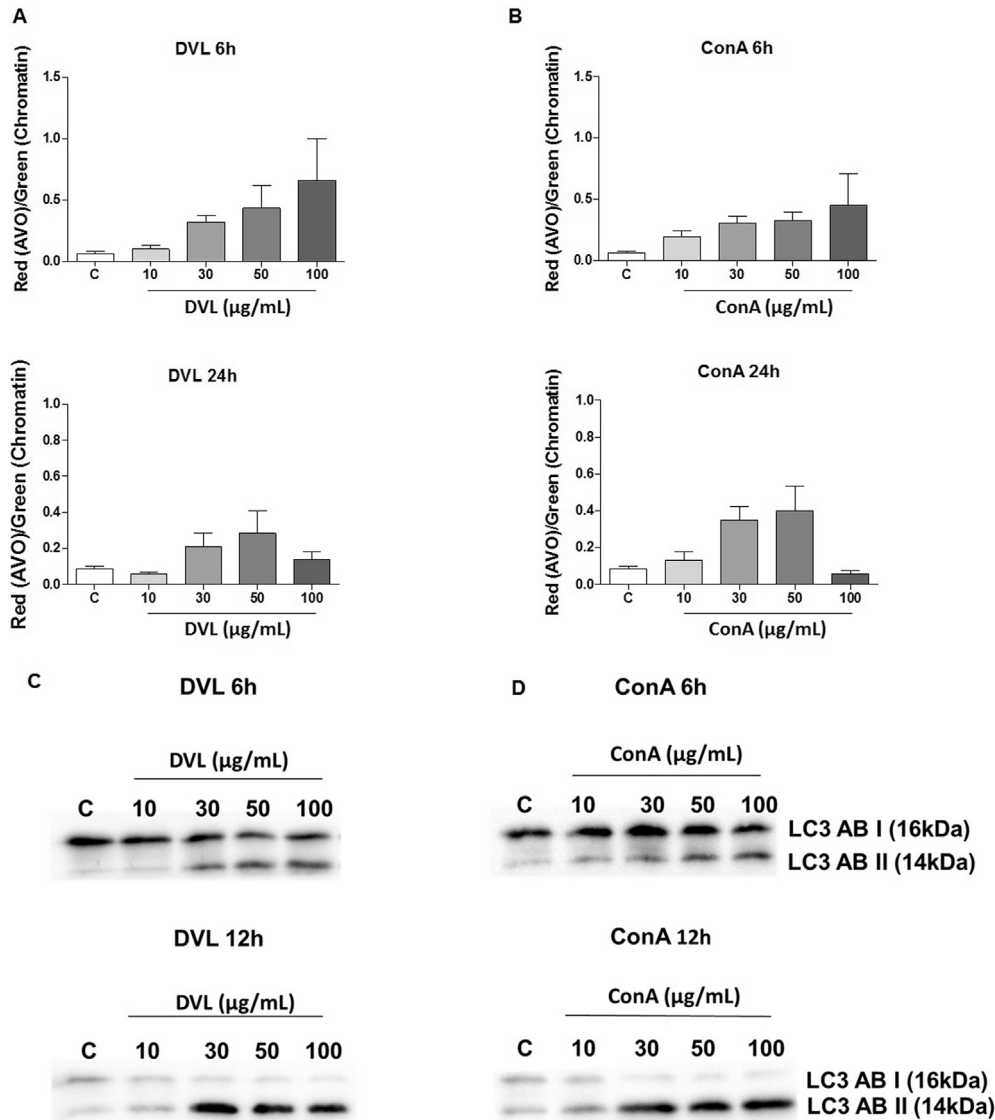 A
DVL 6h
Red (AVO)/Green (Chromatin)
1.5
1.0
0.5
0.0
C 10 30 50 100
DVL (µg/mL)
B
ConA 6h
Red (AVO)/Green (Chromatin)
1.5
1.0
0.5
0.0
C 10 30 50 100
ConA (µg/mL)
DVL 24h
Red (AVO)/Green (Chromatin)
1.0
0.8
0.6
0.4
0.2
0.0
C 10 30 50 100
DVL (µg/mL)
ConA 24h
Red (AVO)/Green (Chromatin)
1.0
0.8
0.6
0.4
0.2
0.0
C 10 30 50 100
ConA (µg/mL)
C
DVL 6h
DVL (µg/mL)
C 10 30 50 100
D
ConA 6h
ConA (µg/mL)
C 10 30 50 100
LC3 AB I (16kDa)
LC3 AB II (14kDa)
DVL 12h
DVL (µg/mL)
C 10 30 50 100
ConA 12h
ConA (µg/mL)
C 10 30 50 100
LC3 AB I (16kDa)
LC3 AB II (14kDa)